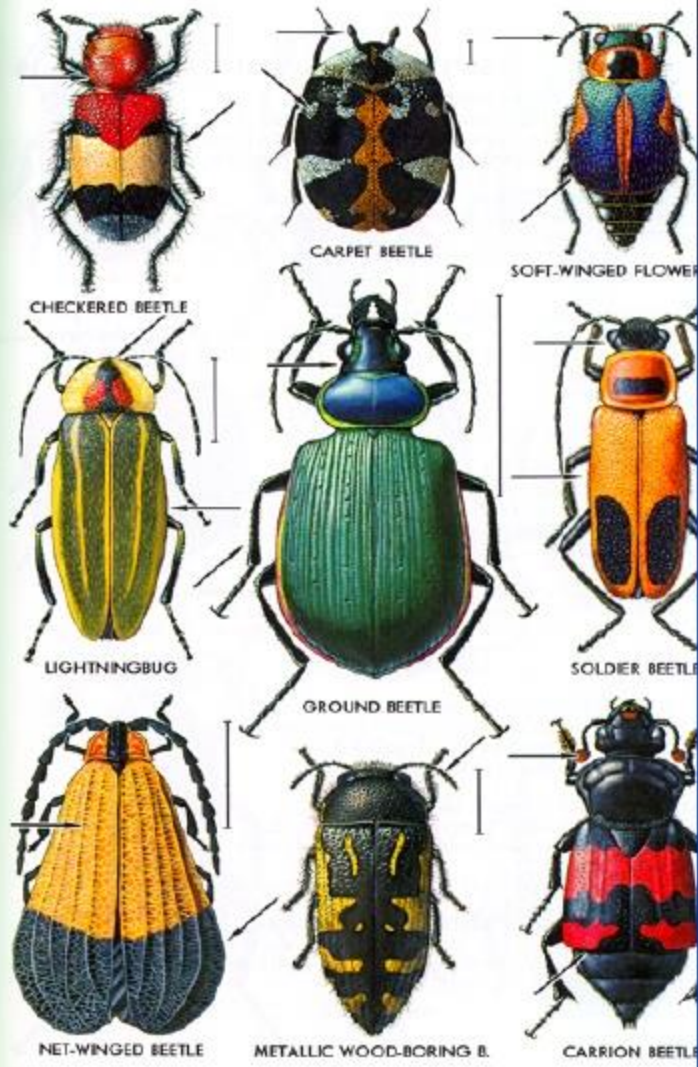 CARPET BEETLE
SOFT-WINGED FLOWER
CHECKERED BEETLE
LIGHTNINGBUG
SOLDIER BEETLE
GROUND BEETLE
NET-WINGED BEETLE
METALLIC WOOD-BORING B.
CARRION BEETLE